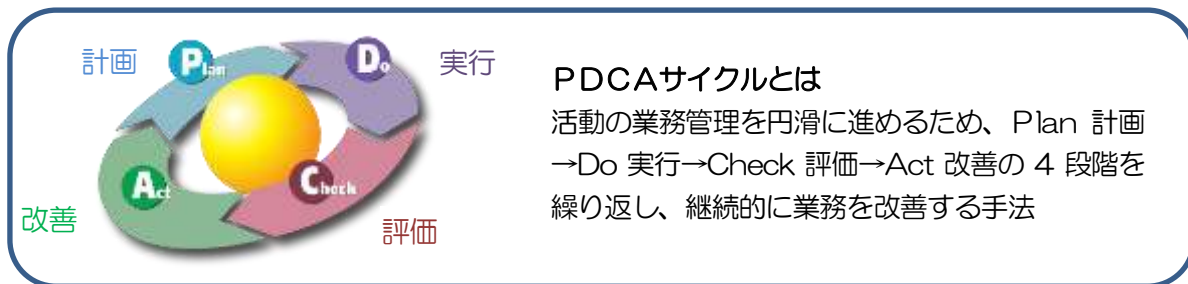 計画
Plan
Do
実行
Act
Check
改善
評価
PDCAサイクルとは
活動の業務管理を円滑に進めるため、Plan 計画
→Do 実行→Check 評価→Act 改善の 4 段階を
繰り返し、継続的に業務を改善する手法